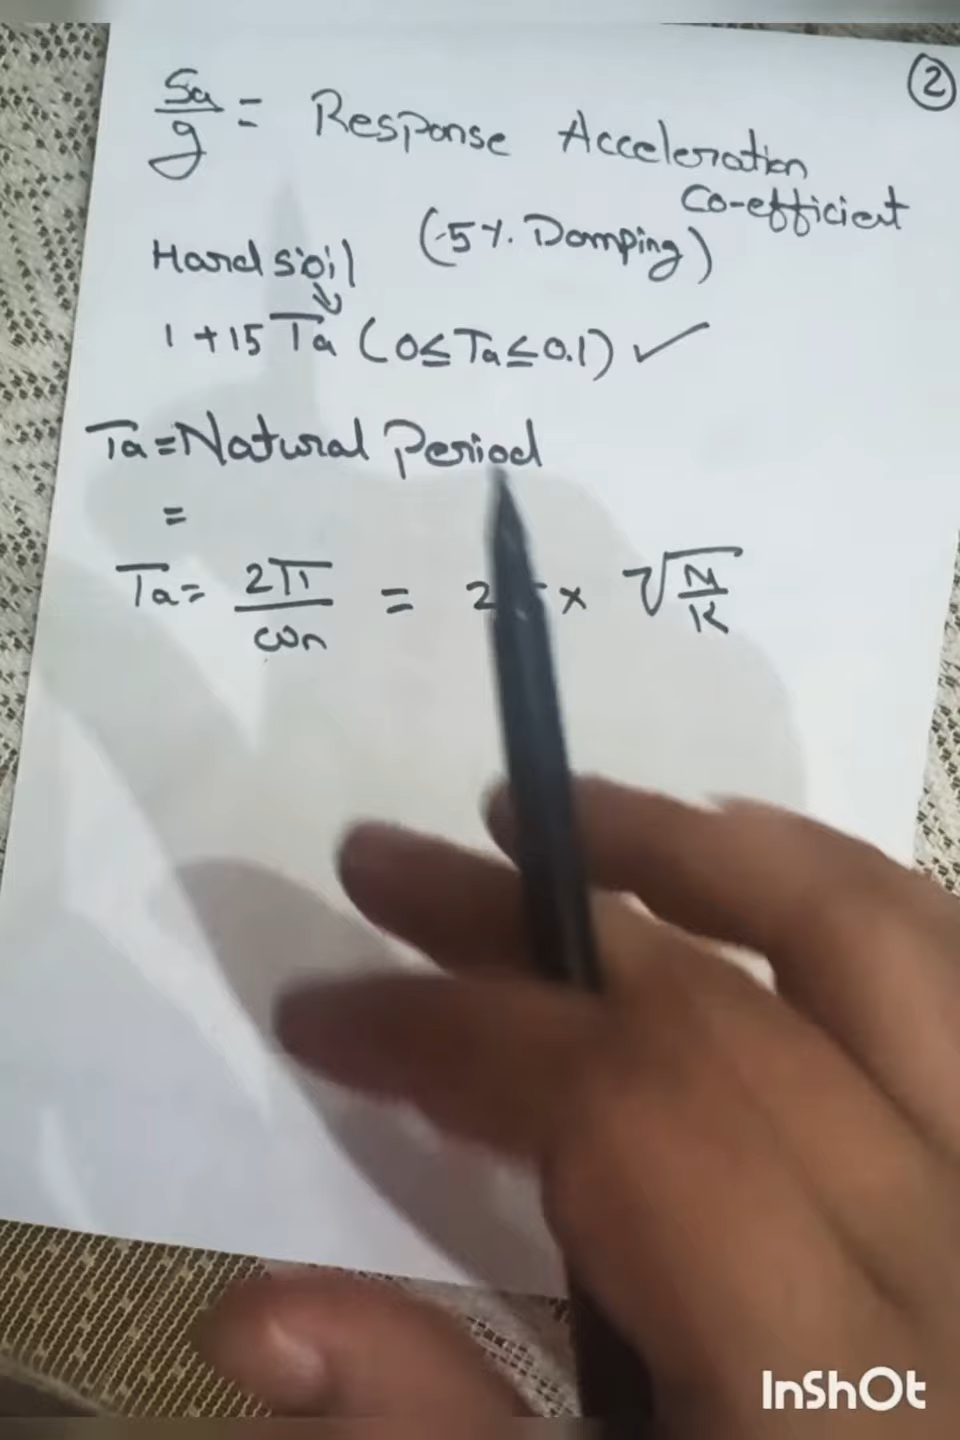 ②
Sa/g = Response Acceleration
Co-efficient
Hard soil (5%. Damping)
1 + 15 Ta (0≤Ta≤0.1) ✓
Ta = Natural Period
=
Ta = 2π/ωn = 2 × √M/K
InShOt